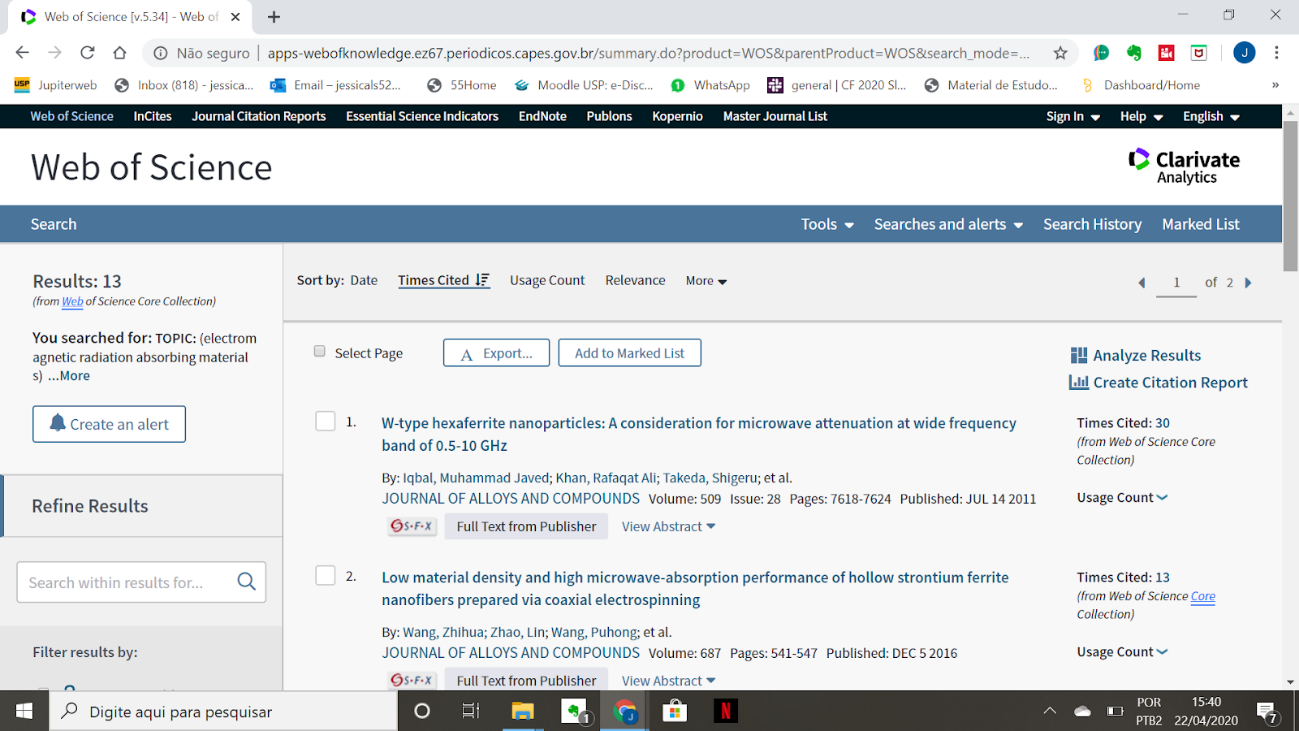 Web of Science [v.5.34] - Web of
Não seguro | apps-webofknowledge.ez67.periodicos.capes.gov.br/summary.do?product=WOS&parentProduct=WOS&search_mode=...
J
USP Jupiterweb Inbox (818) - jessica... Email – jessicals52... 55Home Moodle USP: e-Disc... 1 WhatsApp general | CF 2020 Sl... Material de Estudo... Dashboard/Home »
Web of Science InCites Journal Citation Reports Essential Science Indicators EndNote Publons Kopernio Master Journal List Sign In Help English
Web of Science
Clarivate
Analytics
Search Tools Searches and alerts Search History Marked List
Results: 13
(from Web of Science Core Collection)
You searched for: TOPIC: (electrom
agnetic radiation absorbing material
s) ...More
Create an alert
Refine Results
Search within results for...
Filter results by:
Sort by: Date Times Cited Usage Count Relevance More
1 of 2
Select Page Export... Add to Marked List
Analyze Results
Create Citation Report
1. W-type hexaferrite nanoparticles: A consideration for microwave attenuation at wide frequency
band of 0.5-10 GHz
By: Iqbal, Muhammad Javed; Khan, Rafaqat Ali; Takeda, Shigeru; et al.
JOURNAL OF ALLOYS AND COMPOUNDS Volume: 509 Issue: 28 Pages: 7618-7624 Published: JUL 14 2011
S·F·X Full Text from Publisher View Abstract
Times Cited: 30
(from Web of Science Core
Collection)
Usage Count
2. Low material density and high microwave-absorption performance of hollow strontium ferrite
nanofibers prepared via coaxial electrospinning
By: Wang, Zhihua; Zhao, Lin; Wang, Puhong; et al.
JOURNAL OF ALLOYS AND COMPOUNDS Volume: 687 Pages: 541-547 Published: DEC 5 2016
S·F·X Full Text from Publisher View Abstract
Times Cited: 13
(from Web of Science Core
Collection)
Usage Count
Digite aqui para pesquisar
1
J
N
POR
PTB2
15:40
22/04/2020
7